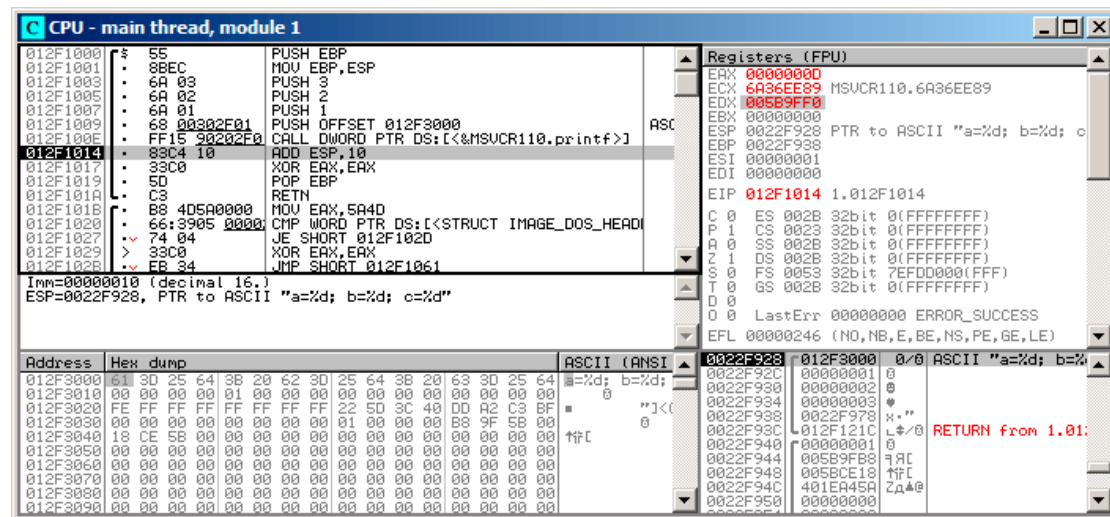 CPU - main thread, module 1
012F1000 $ 55 PUSH EBP
012F1001 . 8BEC MOV EBP,ESP
012F1003 . 6A 03 PUSH 3
012F1005 . 6A 02 PUSH 2
012F1007 . 6A 01 PUSH 1
012F1009 . 68 00302F01 PUSH OFFSET 012F3000 ASC
012F100E . FF15 90202F0 CALL DWORD PTR DS:[<&MSVCR110.printf>]
012F1014 . 83C4 10 ADD ESP,10
012F1017 . 33C0 XOR EAX,EAX
012F1019 . 5D POP EBP
012F101A . C3 RETN
012F101B . B8 4D5A0000 MOV EAX,5A4D
012F1020 . 66:3905 0000 CMP WORD PTR DS:[<STRUCT IMAGE_DOS_HEAD
012F1027 . 74 04 JE SHORT 012F102D
012F1029 > 33C0 XOR EAX,EAX
012F102B . EB 34 JMP SHORT 012F1061
Imm=00000010 (decimal 16.)
ESP=0022F928, PTR to ASCII "a=%d; b=%d; c=%d"
Registers (FPU)
EAX 0000000D
ECX 6A36EE89 MSVCR110.6A36EE89
EDX 005B9FF0
EBX 00000000
ESP 0022F928 PTR to ASCII "a=%d; b=%d; c
EBP 0022F938
ESI 00000001
EDI 00000000
EIP 012F1014 1.012F1014
C 0 ES 002B 32bit 0(FFFFFFFF)
P 1 CS 0023 32bit 0(FFFFFFFF)
A 0 SS 002B 32bit 0(FFFFFFFF)
Z 1 DS 002B 32bit 0(FFFFFFFF)
S 0 FS 0053 32bit 7EFDD000(FFF)
T 0 GS 002B 32bit 0(FFFFFFFF)
D 0
O 0 LastErr 00000000 ERROR_SUCCESS
EFL 00000246 (NO,NB,E,BE,NS,PE,GE,LE)
Address Hex dump ASCII (ANSI
012F3000 61 3D 25 64 3B 20 62 3D 25 64 3B 20 63 3D 25 64 a=%d; b=%d;
012F3010 00 00 00 00 01 00 00 00 00 00 00 00 00 00 00 00
012F3020 FE FF FF FF FF FF FF FF 22 5D 3C 40 DD A2 C3 BF "]<(
012F3030 00 00 00 00 00 00 00 00 01 00 00 00 B8 9F 5B 00
012F3040 18 CE 5B 00 00 00 00 00 00 00 00 00 00 00 00 00 ↑╬[
012F3050 00 00 00 00 00 00 00 00 00 00 00 00 00 00 00 00
012F3060 00 00 00 00 00 00 00 00 00 00 00 00 00 00 00 00
012F3070 00 00 00 00 00 00 00 00 00 00 00 00 00 00 00 00
012F3080 00 00 00 00 00 00 00 00 00 00 00 00 00 00 00 00
012F3090 00 00 00 00 00 00 00 00 00 00 00 00 00 00 00 00
0022F928 012F3000 0/@ ASCII "a=%d; b=%
0022F92C 00000001
0022F930 00000002
0022F934 00000003 ♥
0022F938 0022F978
0022F93C 012F121C RETURN from 1.01
0022F940 00000001
0022F944 005B9FB8
0022F948 005BCE18
0022F94C 401EA45A
0022F950 00000000